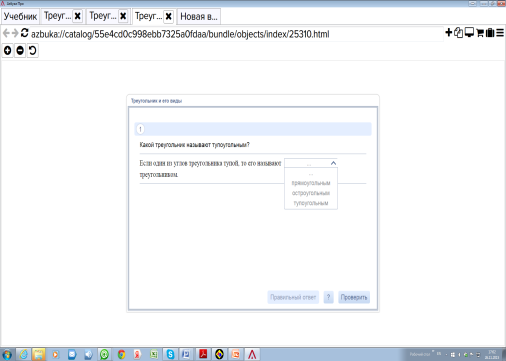 Учебник
Треуг...
Треуг...
Треуг...
Новая в...
azbuka://catalog/55e4cd0c998ebb7325a0fdaa/bundle/objects/index/25310.html
Треугольник и его виды
1
Какой треугольник называют тупоугольным?
Если один из углов треугольника тупой, то его называют ...
треугольником.
...
прямоугольным
остроугольным
тупоугольным
Правильный ответ
?
Проверить